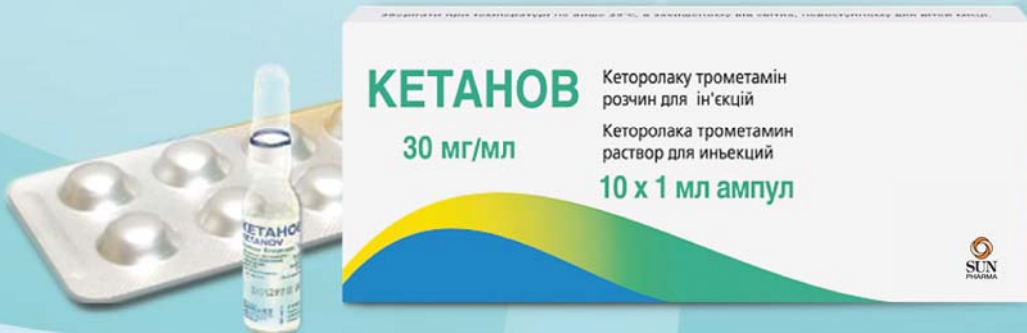 КЕТАНОВ
30 мг/мл
Кеторолаку трометамін
розчин для ін'єкцій
Кеторолака трометамин
раствор для инъекций
10 х 1 мл ампул
SUN
PHARMA
КЕТАНОВ
KETANOV